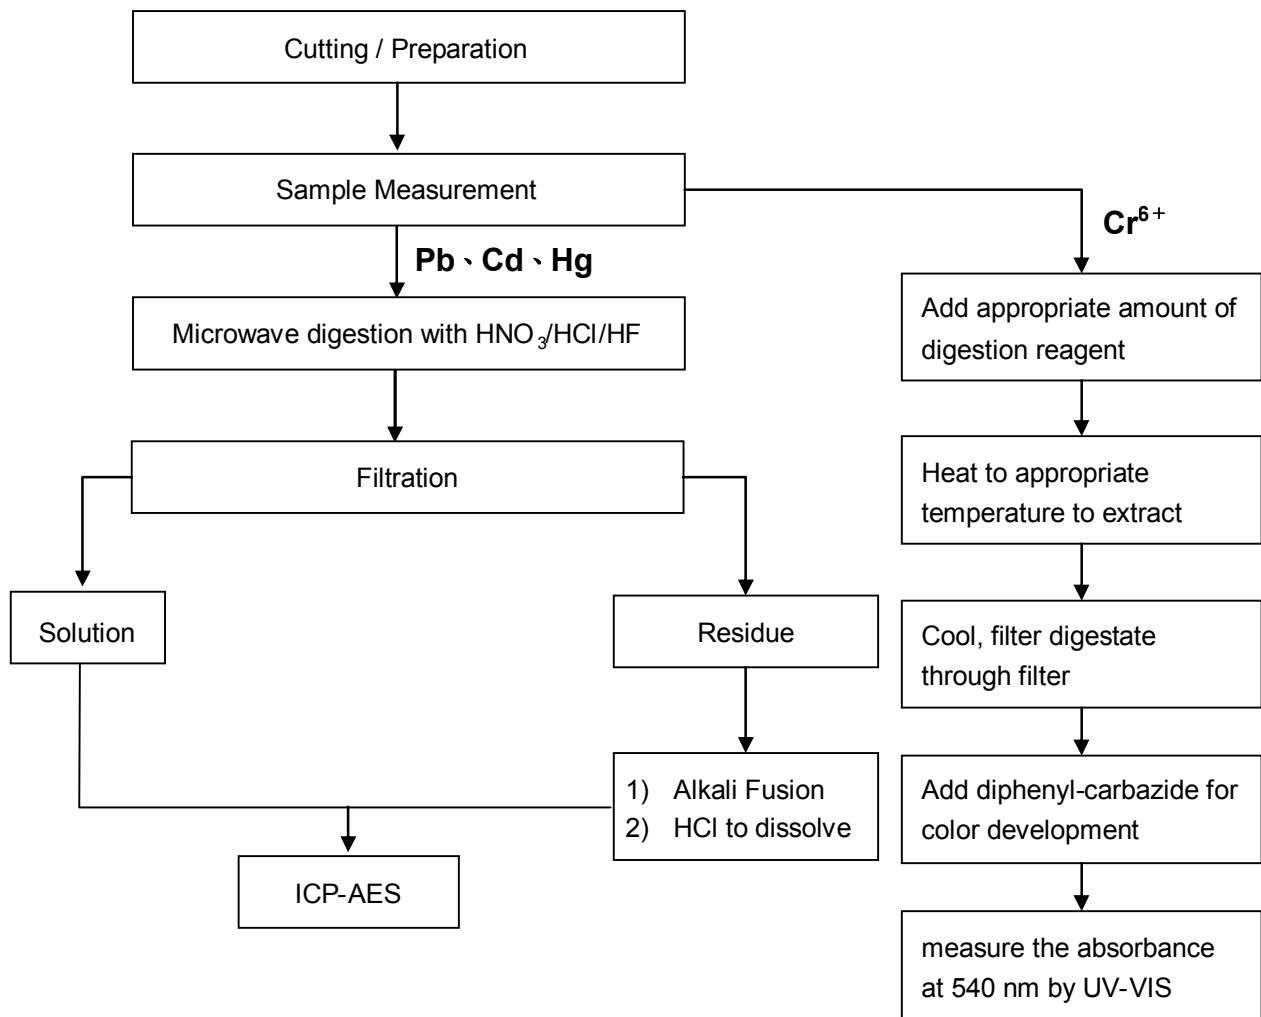 Cutting / Preparation
Sample Measurement
Cr⁶⁺
Pb、Cd、Hg
Add appropriate amount of
digestion reagent
Microwave digestion with HNO₃/HCl/HF
Heat to appropriate
temperature to extract
Filtration
Solution
Residue
Cool, filter digestate
through filter
1) Alkali Fusion
2) HCl to dissolve
Add diphenyl-carbazide for
color development
ICP-AES
measure the absorbance
at 540 nm by UV-VIS